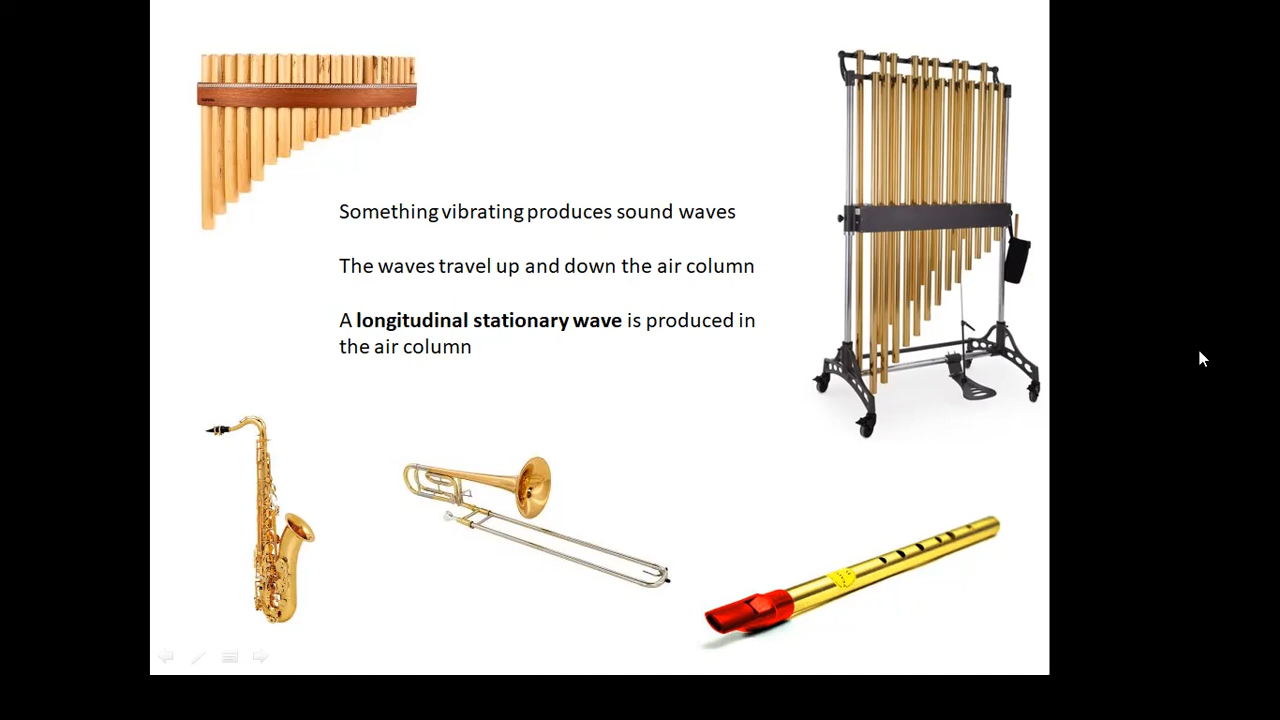 Something vibrating produces sound waves
The waves travel up and down the air column
A longitudinal stationary wave is produced in
the air column